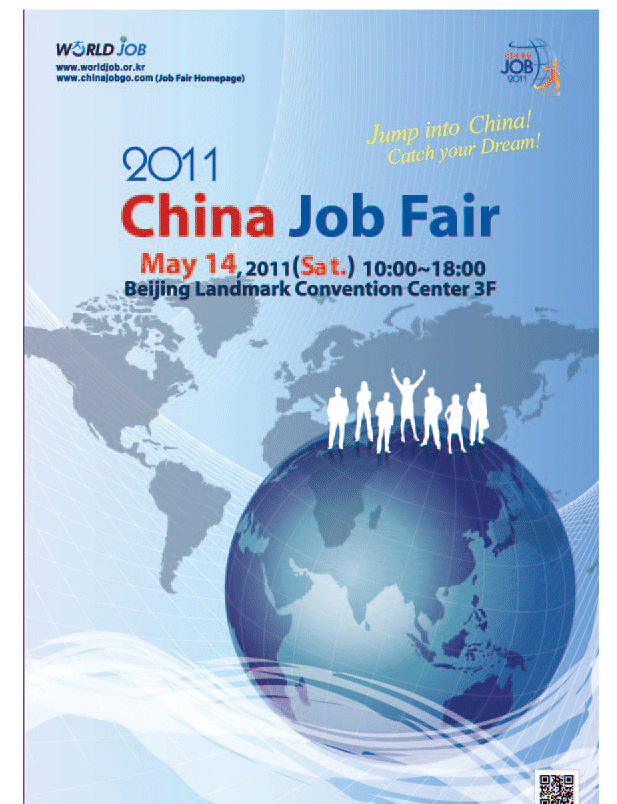 WORLD JOB
www.worldjob.or.kr
www.chinajobgo.com (Job Fair Homepage)
JOB
2011
Jump into China!
Catch your Dream!
2011
China Job Fair
May 14, 2011(Sat.) 10:00~18:00
Beijing Landmark Convention Center 3F